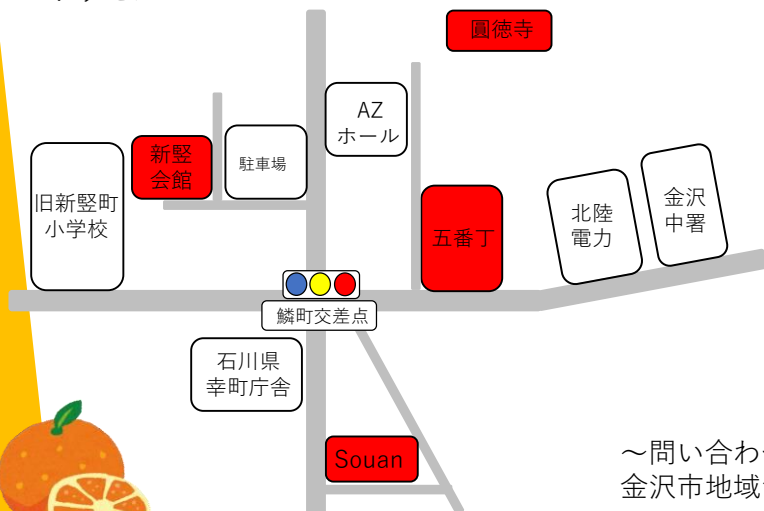 圓徳寺
AZ
ホール
新竪
会館
駐車場
旧新竪町
小学校
五番丁
北陸
電力
金沢
中署
鱗町交差点
石川県
幸町庁舎
Souan
～問い合わ
金沢市地域